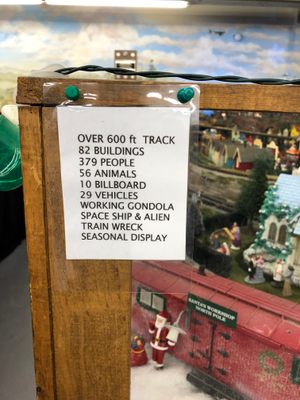 OVER 600 ft TRACK
82 BUILDINGS
379 PEOPLE
56 ANIMALS
10 BILLBOARD
29 VEHICLES
WORKING GONDOLA
SPACE SHIP & ALIEN
TRAIN WRECK
SEASONAL DISPLAY
SANTA'S WORKSHOP
NORTH POLE